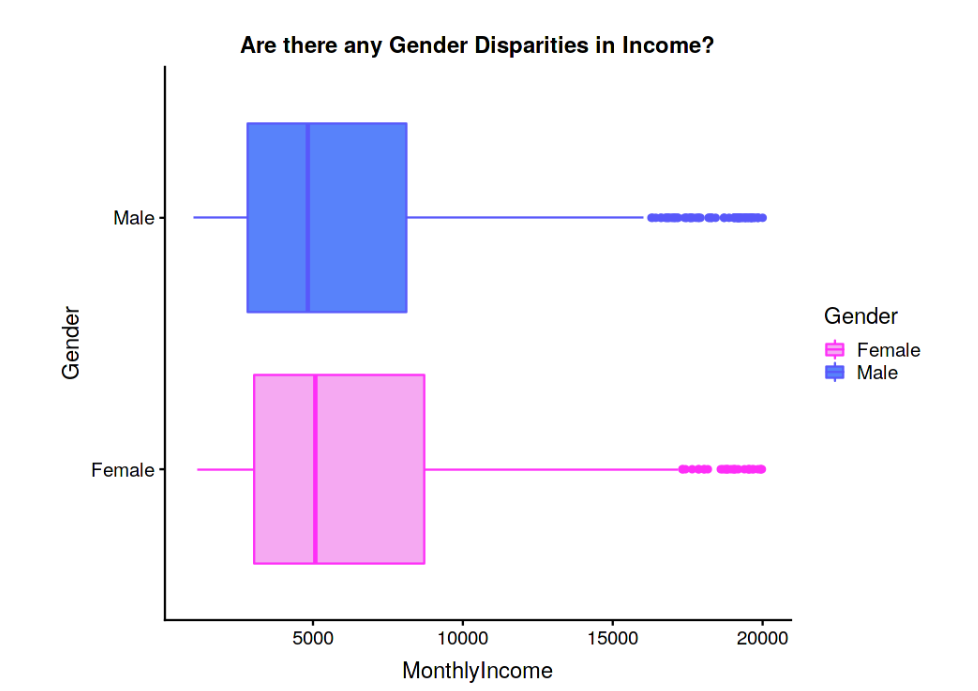 Are there any Gender Disparities in Income?
Male
Female
Gender
5000 10000 15000 20000
MonthlyIncome
Gender
Female
Male